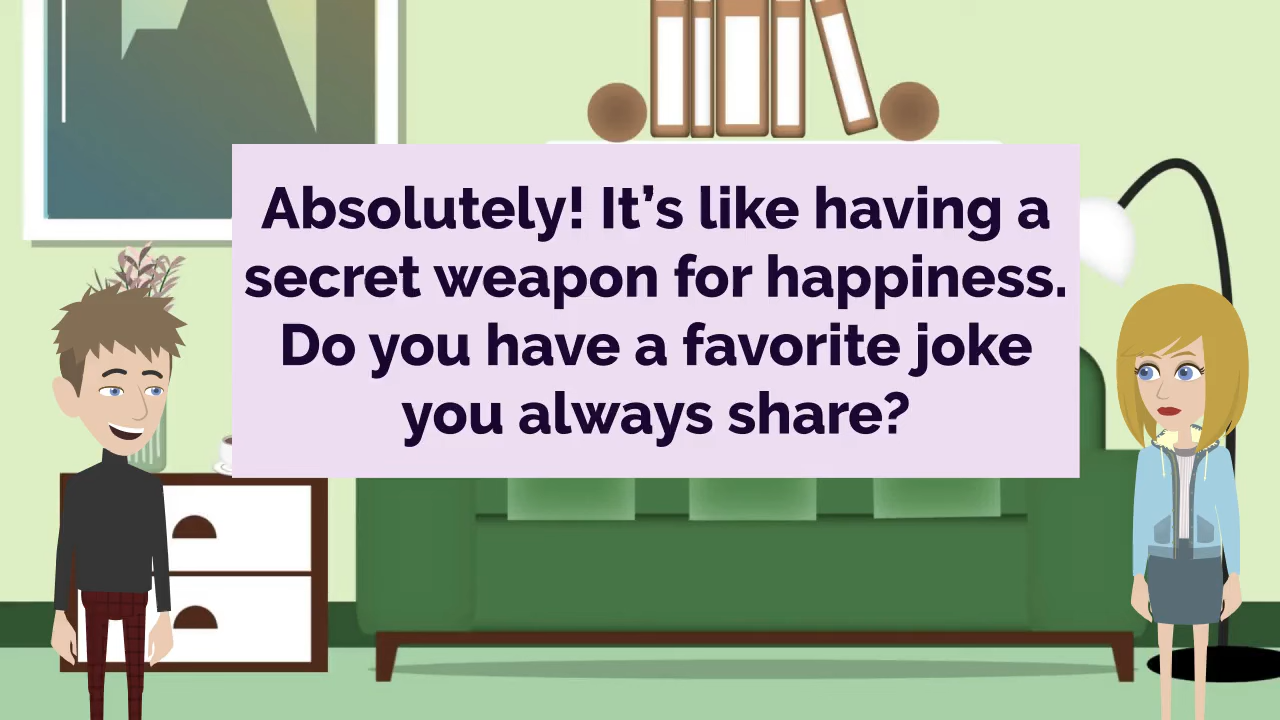 Absolutely! It’s like having a
secret weapon for happiness.
Do you have a favorite joke
you always share?